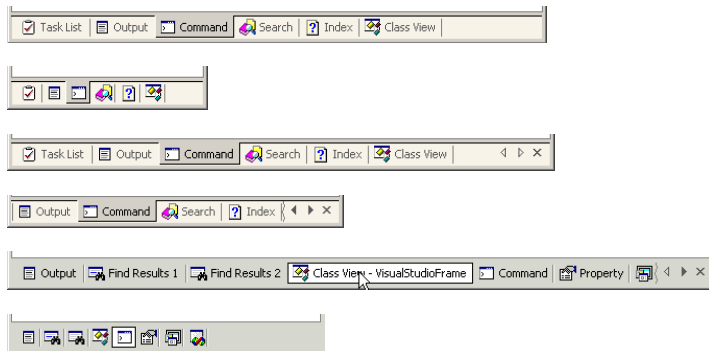 Task List Output Command Search Index Class View
Task List Output Command Search Index Class View
Output Command Search Index
Output Find Results 1 Find Results 2 Class View - VisualStudioFrame Command Property